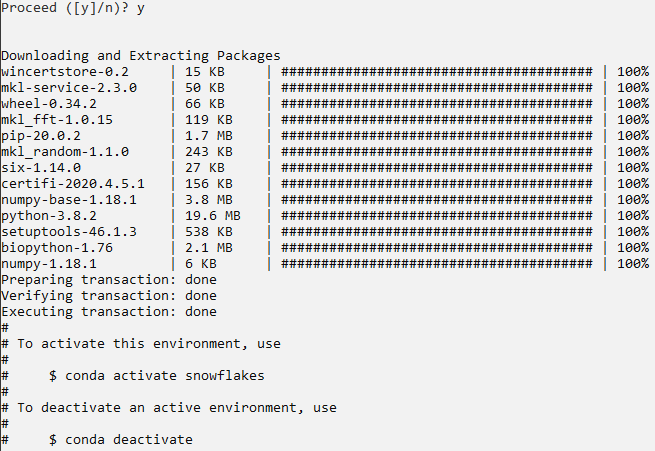 Proceed ([y]/n)? y
Downloading and Extracting Packages
wincertstore-0.2     | 15 KB     | ####################################### | 100%
mkl-service-2.3.0    | 50 KB     | ####################################### | 100%
wheel-0.34.2         | 66 KB     | ####################################### | 100%
mkl_fft-1.0.15       | 119 KB    | ####################################### | 100%
pip-20.0.2           | 1.7 MB    | ####################################### | 100%
mkl_random-1.1.0     | 243 KB    | ####################################### | 100%
six-1.14.0           | 27 KB     | ####################################### | 100%
certifi-2020.4.5.1   | 156 KB    | ####################################### | 100%
numpy-base-1.18.1    | 3.8 MB    | ####################################### | 100%
python-3.8.2         | 19.6 MB   | ####################################### | 100%
setuptools-46.1.3    | 538 KB    | ####################################### | 100%
biopython-1.76       | 2.1 MB    | ####################################### | 100%
numpy-1.18.1         | 6 KB      | ####################################### | 100%
Preparing transaction: done
Verifying transaction: done
Executing transaction: done
#
# To activate this environment, use
#
#     $ conda activate snowflakes
#
# To deactivate an active environment, use
#
#     $ conda deactivate